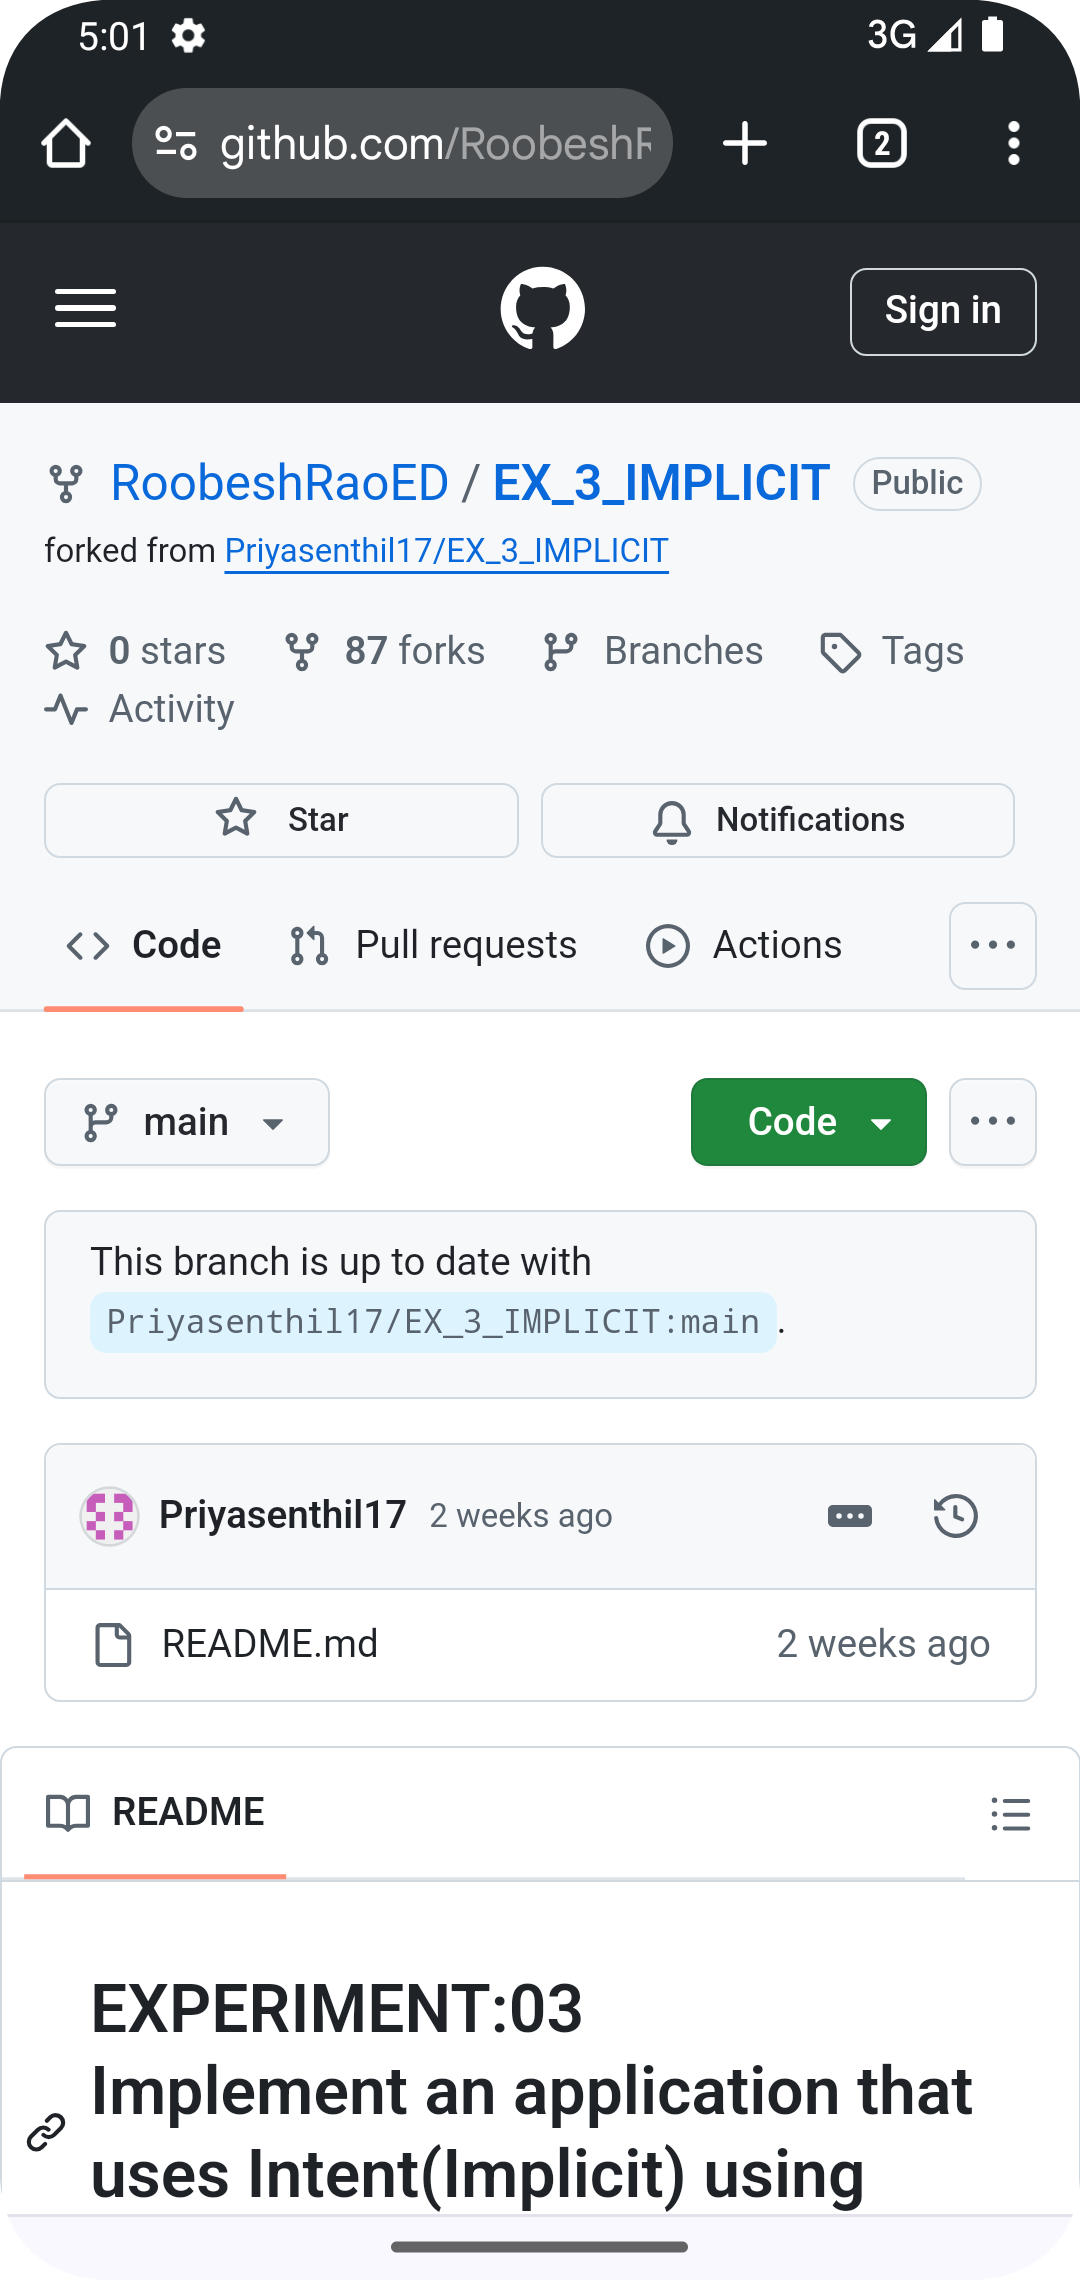 5:01
3G
github.com/Roobesh
2
Sign in
RoobeshRaoED / EX_3_IMPLICIT Public
forked from Priyasenthil17/EX_3_IMPLICIT
0 stars 87 forks Branches Tags
Activity
Star Notifications
Code Pull requests Actions
main Code
This branch is up to date with
Priyasenthil17/EX_3_IMPLICIT:main.
Priyasenthil17 2 weeks ago
README.md 2 weeks ago
README
EXPERIMENT:03
Implement an application that
uses Intent(Implicit) using